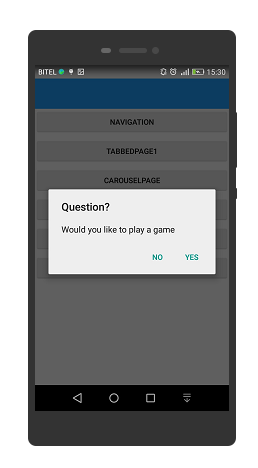 BITEL 15:30
NAVIGATION
TABBEDPAGE1
CAROUSELPAGE
Question?
Would you like to play a game
NO YES